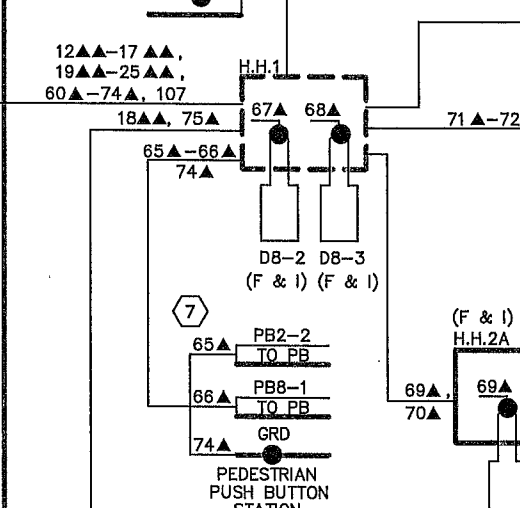 12▲▲-17 ▲▲,
19▲▲-25 ▲▲,
60▲-74▲, 107
H.H.1
18▲▲, 75▲
67▲ 68▲
71▲-72
65▲-66▲
74▲
D8-2 D8-3
(F & I) (F & I)
7
(F & I)
H.H.2A
65▲ PB2-2
TO PB
66▲ PB8-1
TO PB
69▲,
70▲
69▲
74▲ GRD
PEDESTRIAN
PUSH BUTTON
STATION